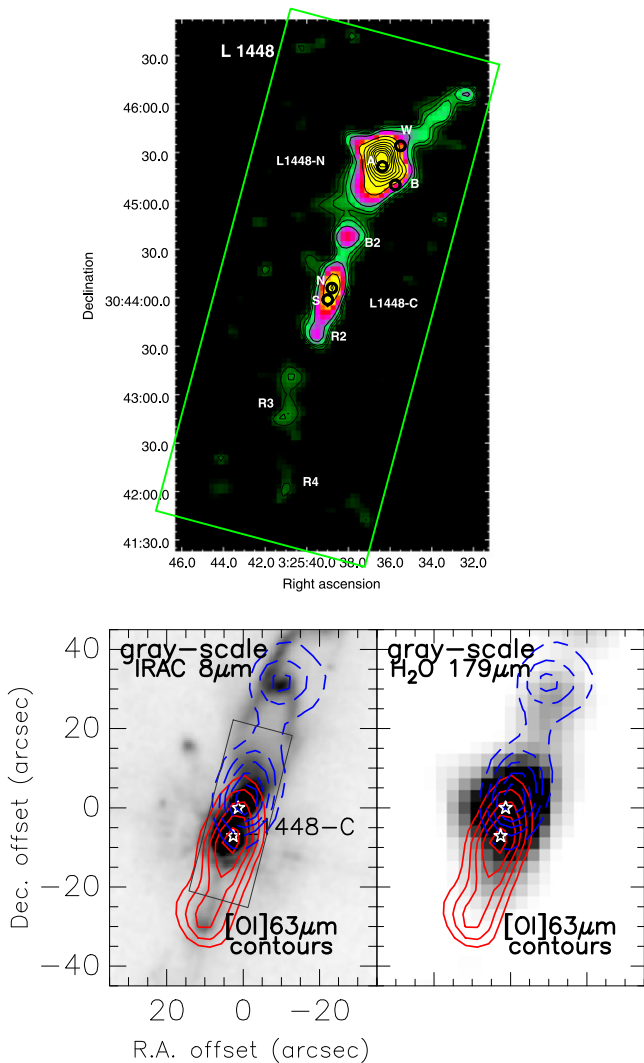 L 1448
30.0
46:00.0
30.0
45:00.0
30.0
30:44:00.0
30.0
43:00.0
30.0
42:00.0
41:30.0
Declination
W
L1448-N
A
B
B2
N
S
L1448-C
R2
R3
R4
46.0 44.0 42.0 3:25:40.0 38.0 36.0 34.0 32.0
Right ascension
gray-scale
IRAC 8μm
1448-C
[OI]63μm
contours
gray-scale
H₂O 179μm
[OI]63μm
contours
40
20
0
-20
-40
Dec. offset (arcsec)
20 0 -20
R.A. offset (arcsec)